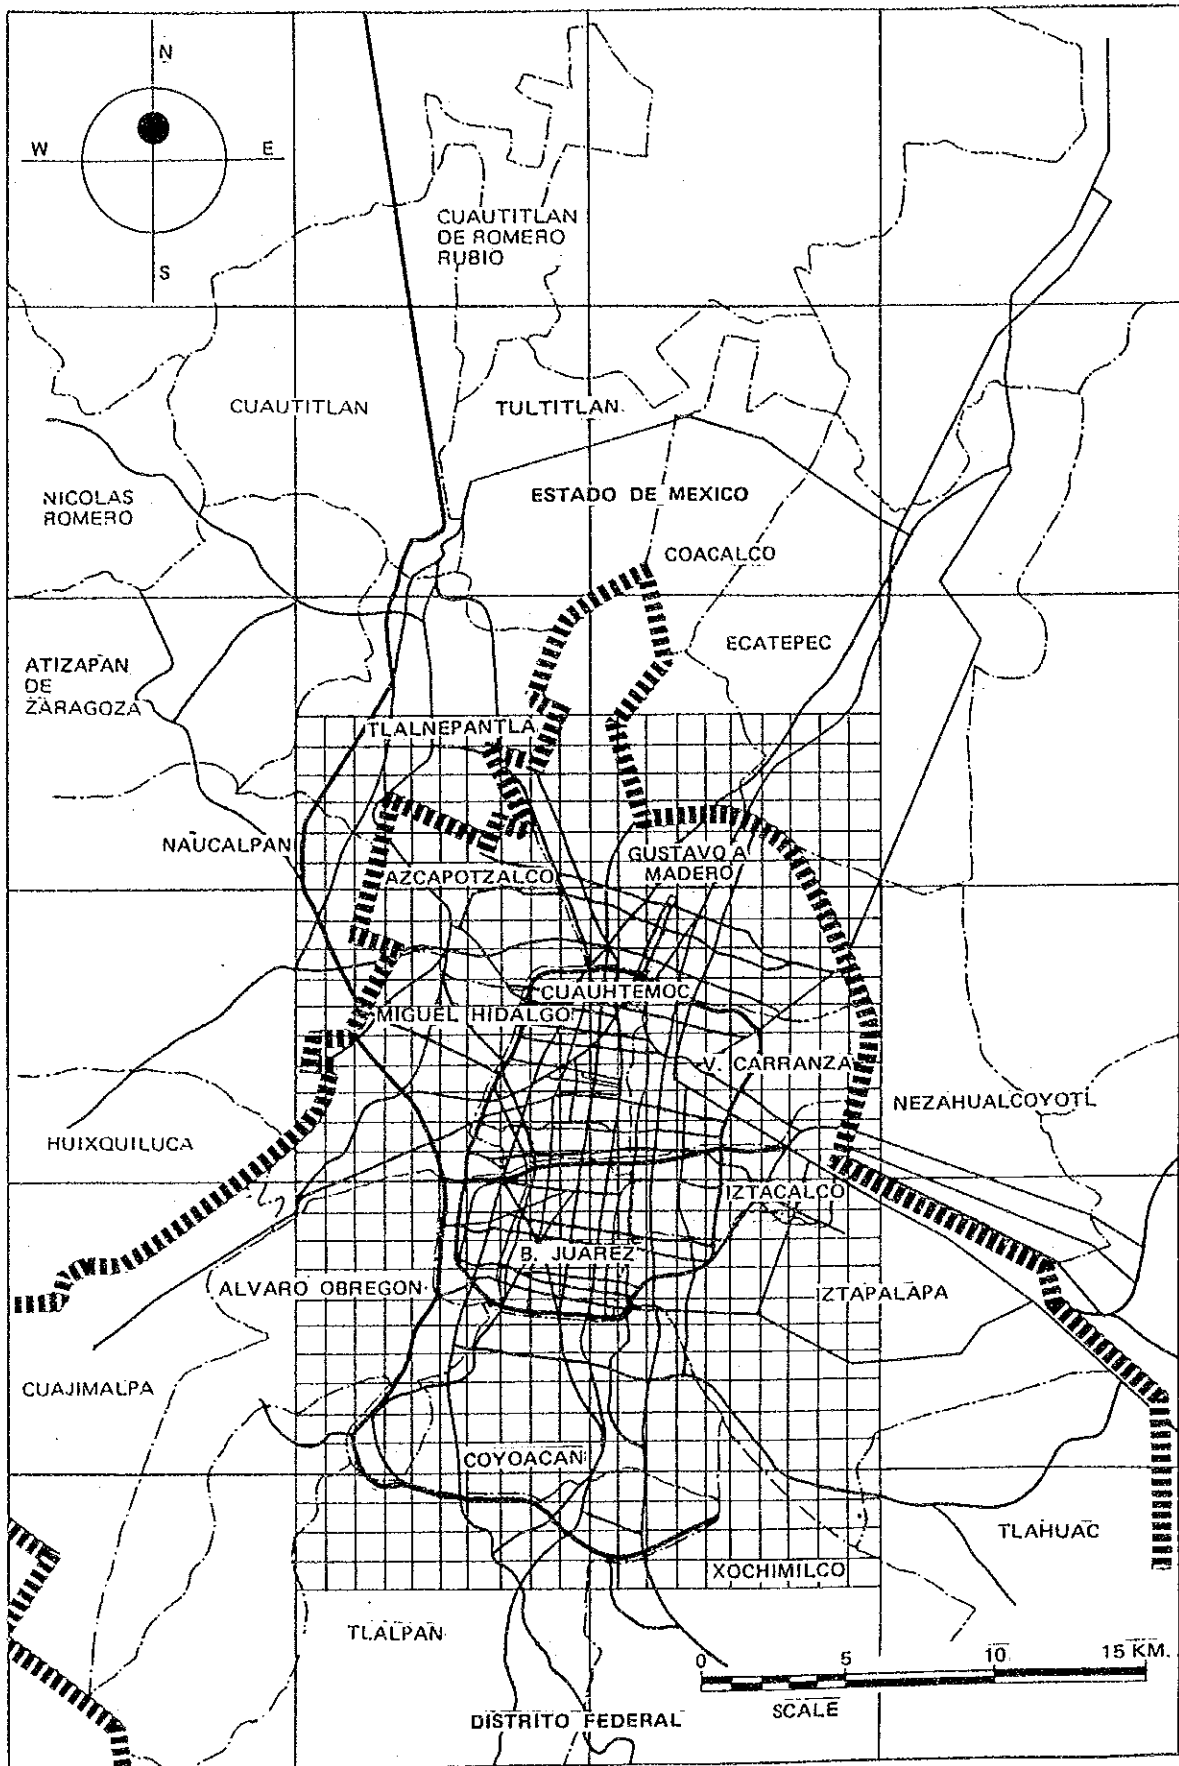 N
W E
S
CUAUTITLAN
DE ROMERO
RUBIO
CUAUTITLAN
TULTITLAN
NICOLAS
ROMERO
ESTADO DE MEXICO
COACALCO
ECATEPEC
ATIZAPAN
DE
ZARAGOZA
TLALNEPANTLA
NAUCALPAN
AZCAPOTZALCO
GUSTAVO A
MADERO
CUAUHTEMOC
MIGUEL HIDALGO
V. CARRANZA
NEZAHUALCOYOTL
HUIXQUILUCA
IZTACALCO
B. JUAREZ
ALVARO OBREGON
IZTAPALAPA
CUAJIMALPA
COYOACAN
TLAHUAC
XOCHIMILCO
TLALPAN
0 5 10 15 KM.
SCALE
DISTRITO FEDERAL